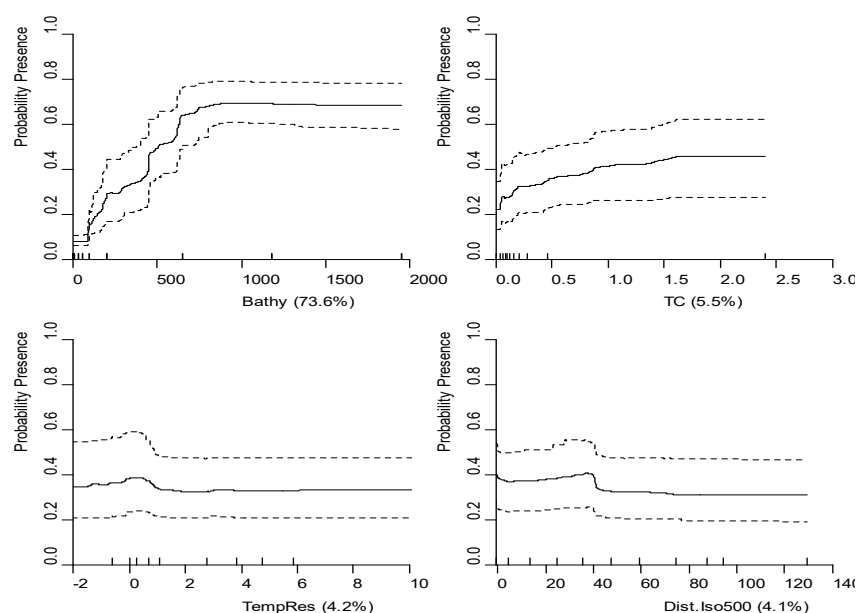 Probability Presence
0.0 0.2 0.4 0.6 0.8 1.0
0 500 1000 1500 2000
Bathy (73.6%)
Probability Presence
0.0 0.2 0.4 0.6 0.8 1.0
0.0 0.5 1.0 1.5 2.0 2.5 3.0
TC (5.5%)
Probability Presence
0.0 0.2 0.4 0.6 0.8 1.0
-2 0 2 4 6 8 10
TempRes (4.2%)
Probability Presence
0.0 0.2 0.4 0.6 0.8 1.0
0 20 40 60 80 100 120 140
Dist.Iso500 (4.1%)